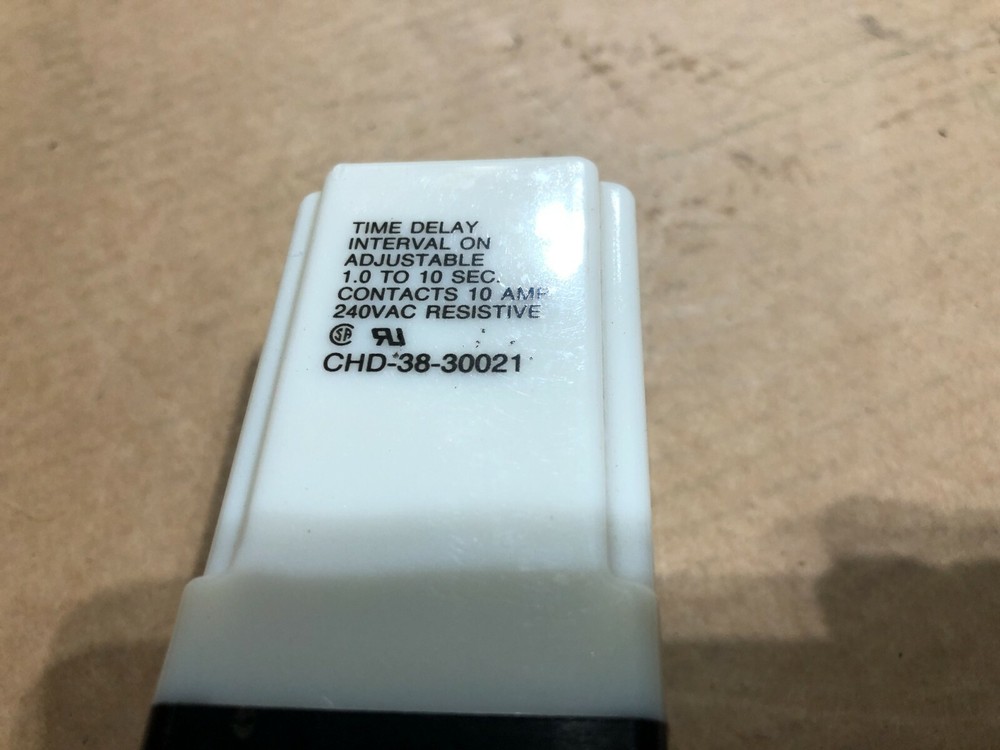 TIME DELAY
INTERVAL ON
ADJUSTABLE
1.0 TO 10 SEC.
CONTACTS 10 AMP
240VAC RESISTIVE
CHD-38-30021